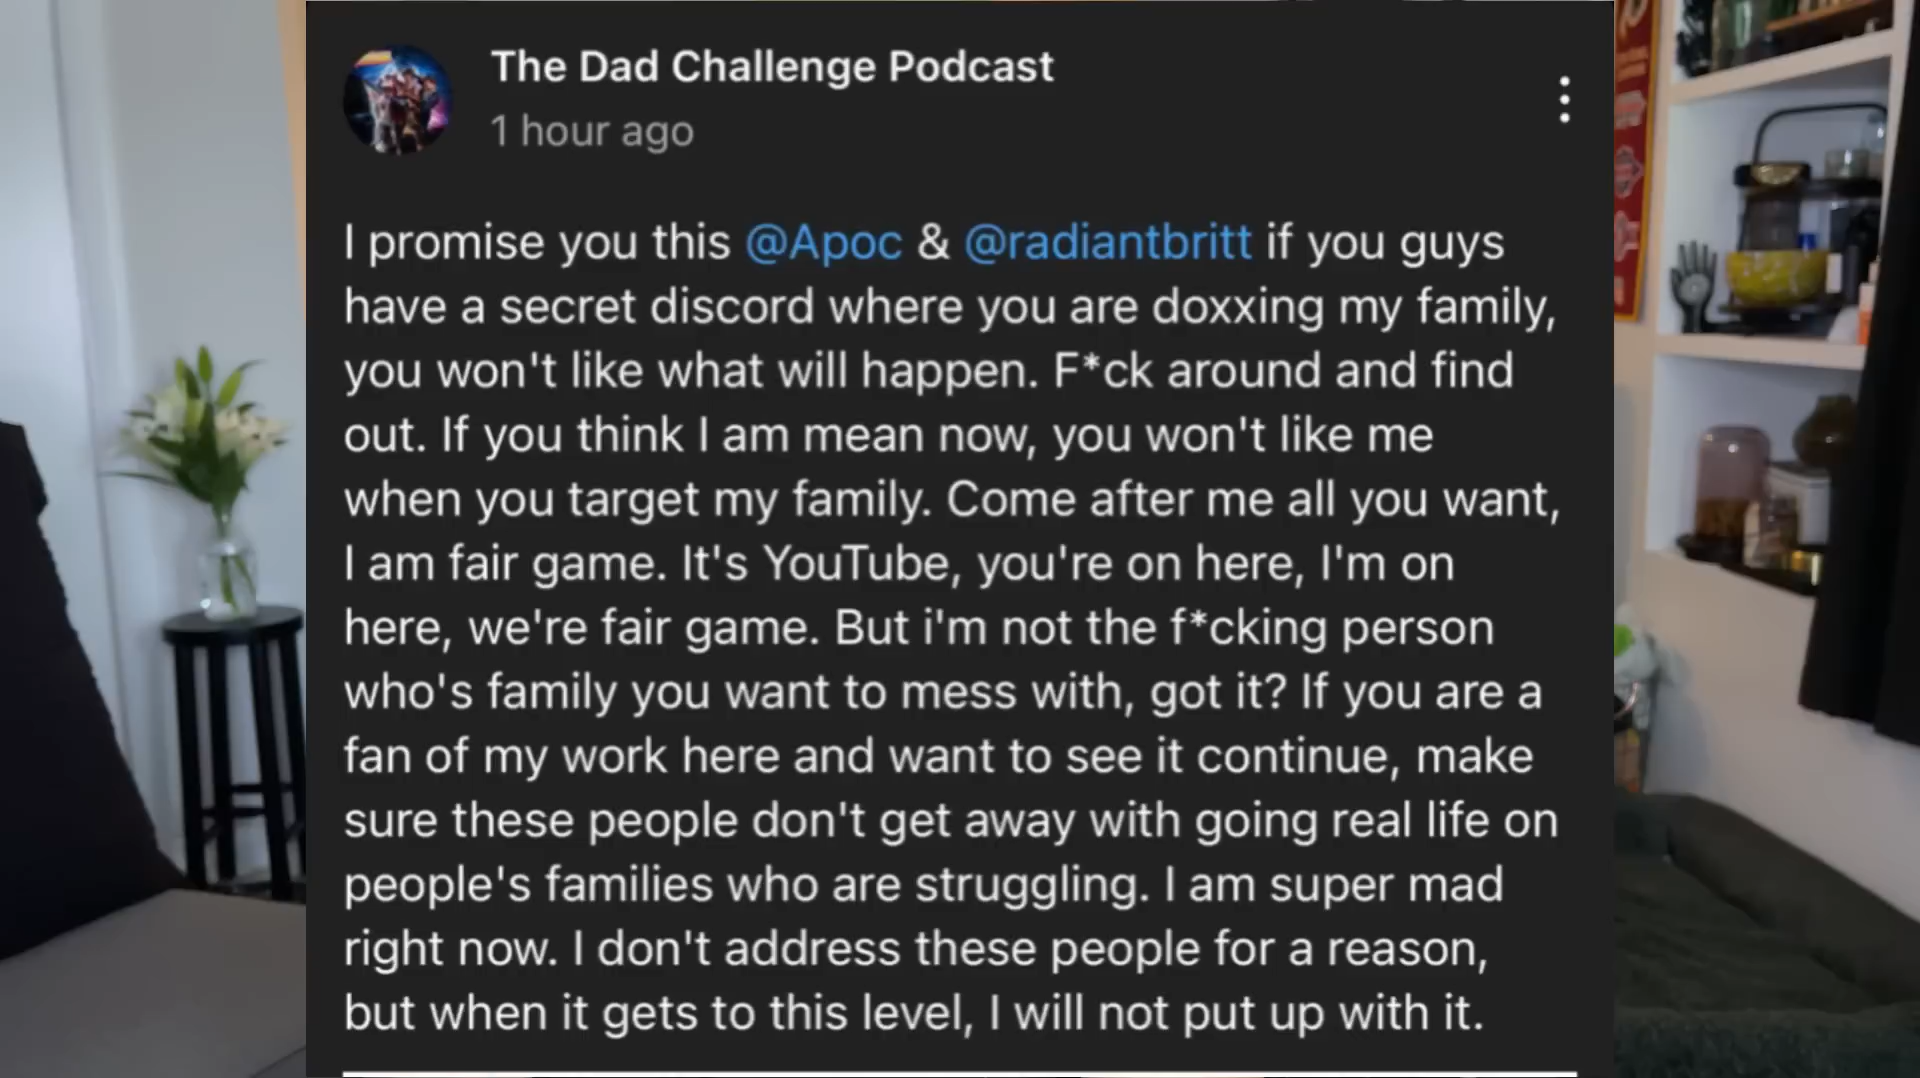 The Dad Challenge Podcast
1 hour ago
I promise you this @Apoc & @radiantbritt if you guys
have a secret discord where you are doxxing my family,
you won't like what will happen. F*ck around and find
out. If you think I am mean now, you won't like me
when you target my family. Come after me all you want,
I am fair game. It's YouTube, you're on here, I'm on
here, we're fair game. But i'm not the f*cking person
who's family you want to mess with, got it? If you are a
fan of my work here and want to see it continue, make
sure these people don't get away with going real life on
people's families who are struggling. I am super mad
right now. I don't address these people for a reason,
but when it gets to this level, I will not put up with it.